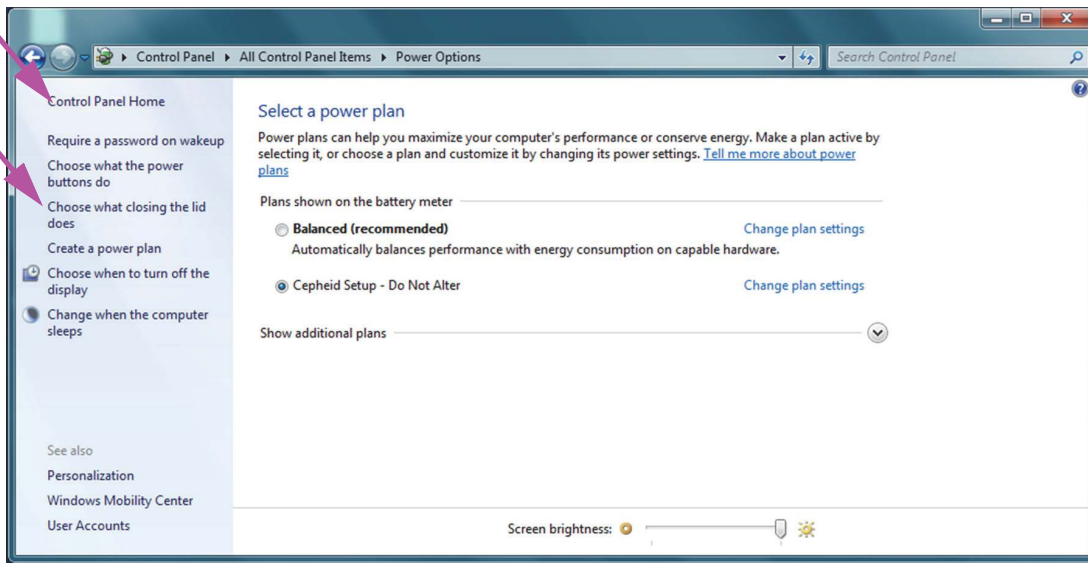 Control Panel ▸ All Control Panel Items ▸ Power Options
Search Control Panel
Control Panel Home
Require a password on wakeup
Choose what the power
buttons do
Choose what closing the lid
does
Create a power plan
Choose when to turn off the
display
Change when the computer
sleeps
See also
Personalization
Windows Mobility Center
User Accounts
Select a power plan
Power plans can help you maximize your computer's performance or conserve energy. Make a plan active by
selecting it, or choose a plan and customize it by changing its power settings. Tell me more about power
plans
Plans shown on the battery meter
Balanced (recommended) Change plan settings
Automatically balances performance with energy consumption on capable hardware.
Cepheid Setup - Do Not Alter Change plan settings
Show additional plans
Screen brightness: